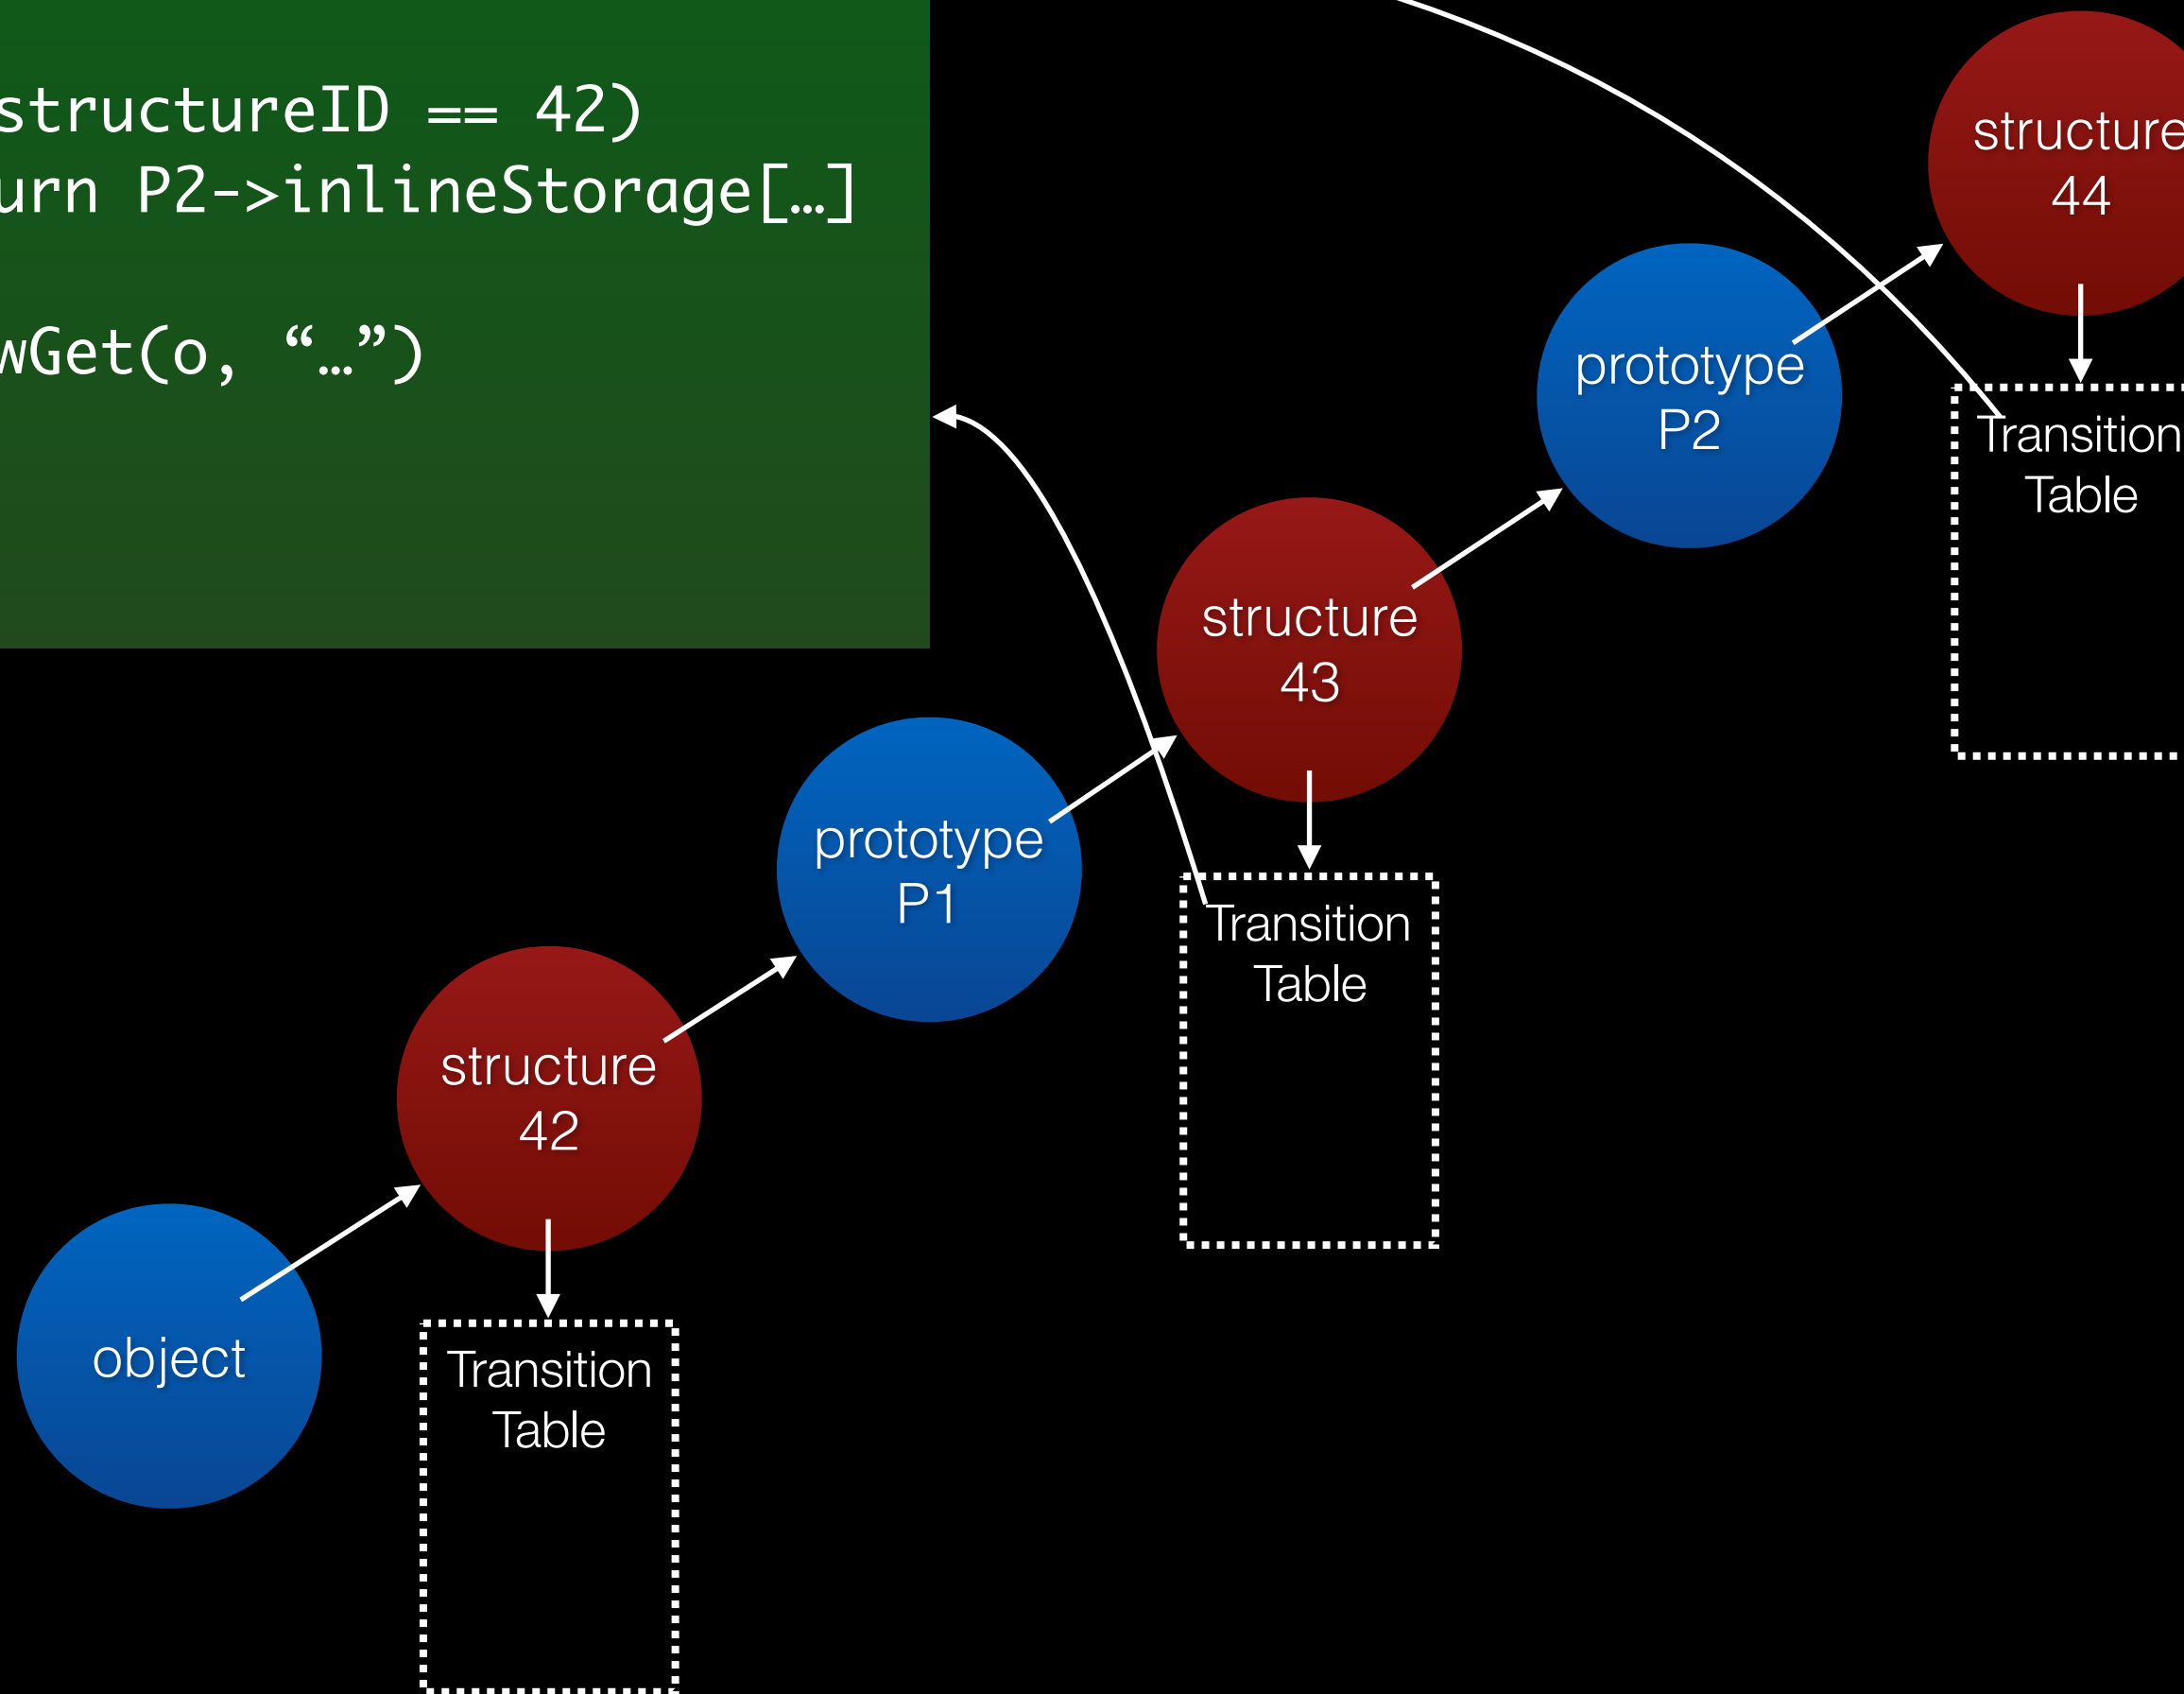 structureID == 42)
urn P2->inlineStorage[…]
wGet(o, “…”)
structure
44
prototype
P2
Transition
Table
structure
43
prototype
P1
Transition
Table
structure
42
object
Transition
Table